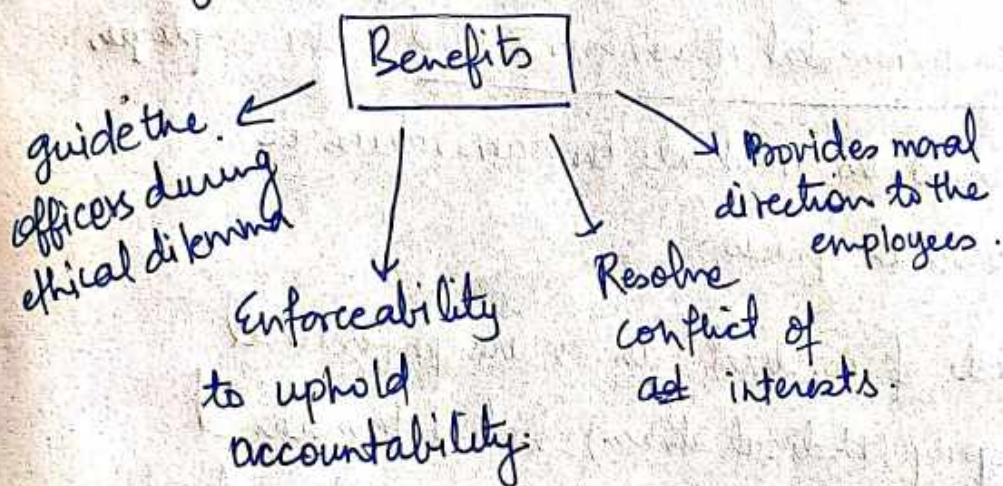 Benefits
guide the.
officers during
ethical dilemma
Enforceability
to uphold
accountability.
Resolve
conflict of
interests.
Provides moral
direction to the
employees.